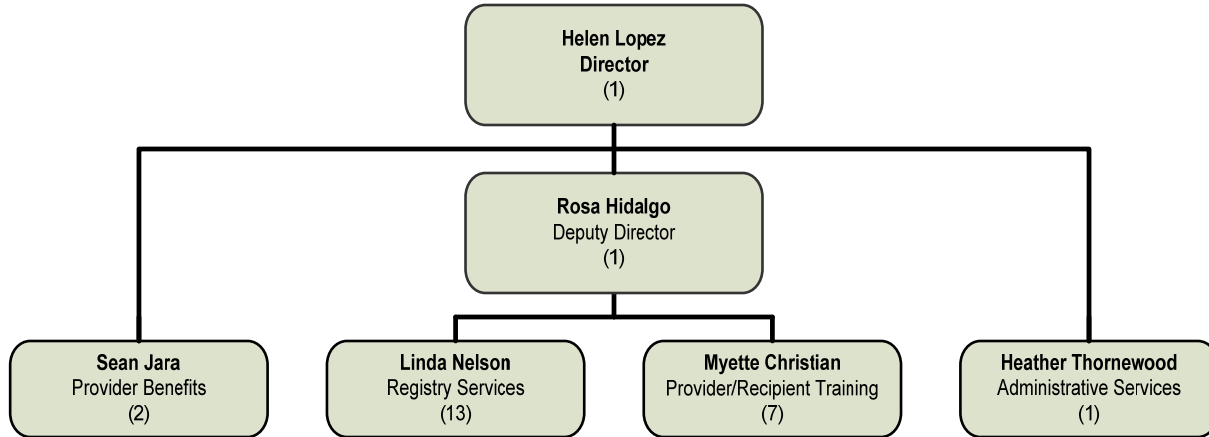 Helen Lopez
Director
(1)
Rosa Hidalgo
Deputy Director
(1)
Sean Jara
Provider Benefits
(2)
Linda Nelson
Registry Services
(13)
Myette Christian
Provider/Recipient Training
(7)
Heather Thornewood
Administrative Services
(1)